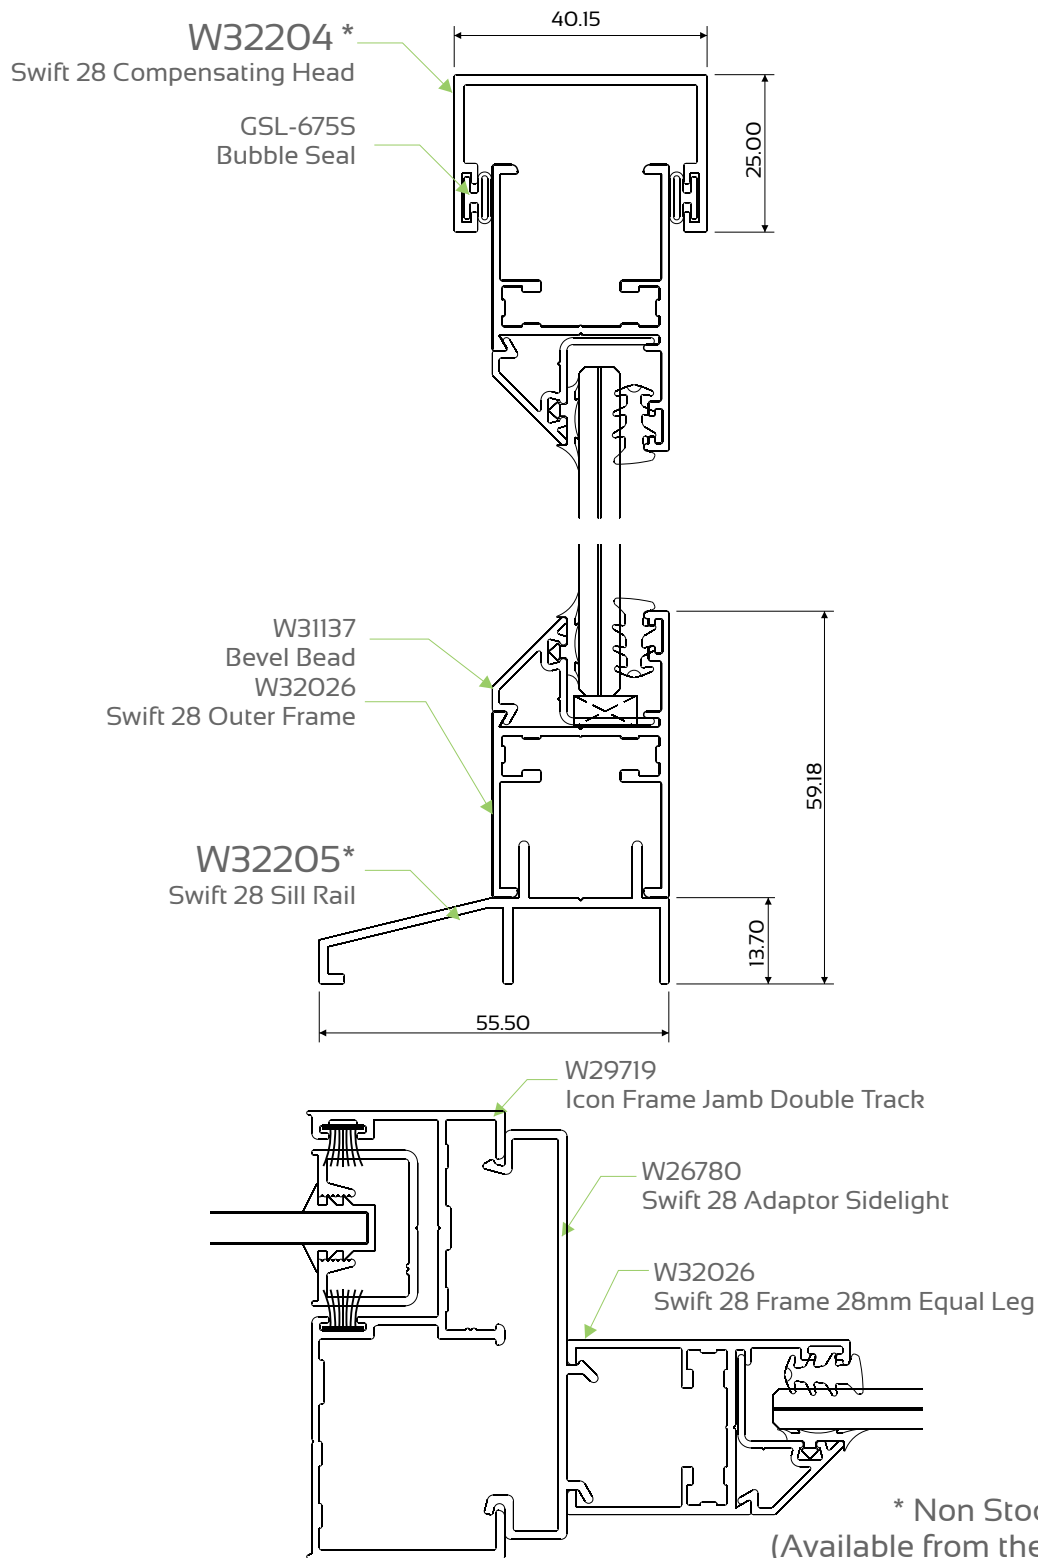 40.15
W32204 *
Swift 28 Compensating Head
GSL-675S
Bubble Seal
25.00
W31137
Bevel Bead
W32026
Swift 28 Outer Frame
59.18
W32205*
Swift 28 Sill Rail
13.70
55.50
W29719
Icon Frame Jamb Double Track
W26780
Swift 28 Adaptor Sidelight
W32026
Swift 28 Frame 28mm Equal Leg
* Non Stoc
(Available from the